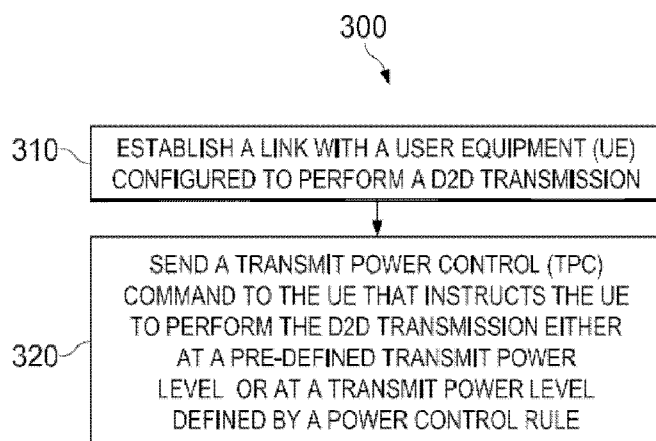 300
310
ESTABLISH A LINK WITH A USER EQUIPMENT (UE)
CONFIGURED TO PERFORM A D2D TRANSMISSION
320
SEND A TRANSMIT POWER CONTROL (TPC)
COMMAND TO THE UE THAT INSTRUCTS THE UE
TO PERFORM THE D2D TRANSMISSION EITHER
AT A PRE-DEFINED TRANSMIT POWER
LEVEL OR AT A TRANSMIT POWER LEVEL
DEFINED BY A POWER CONTROL RULE